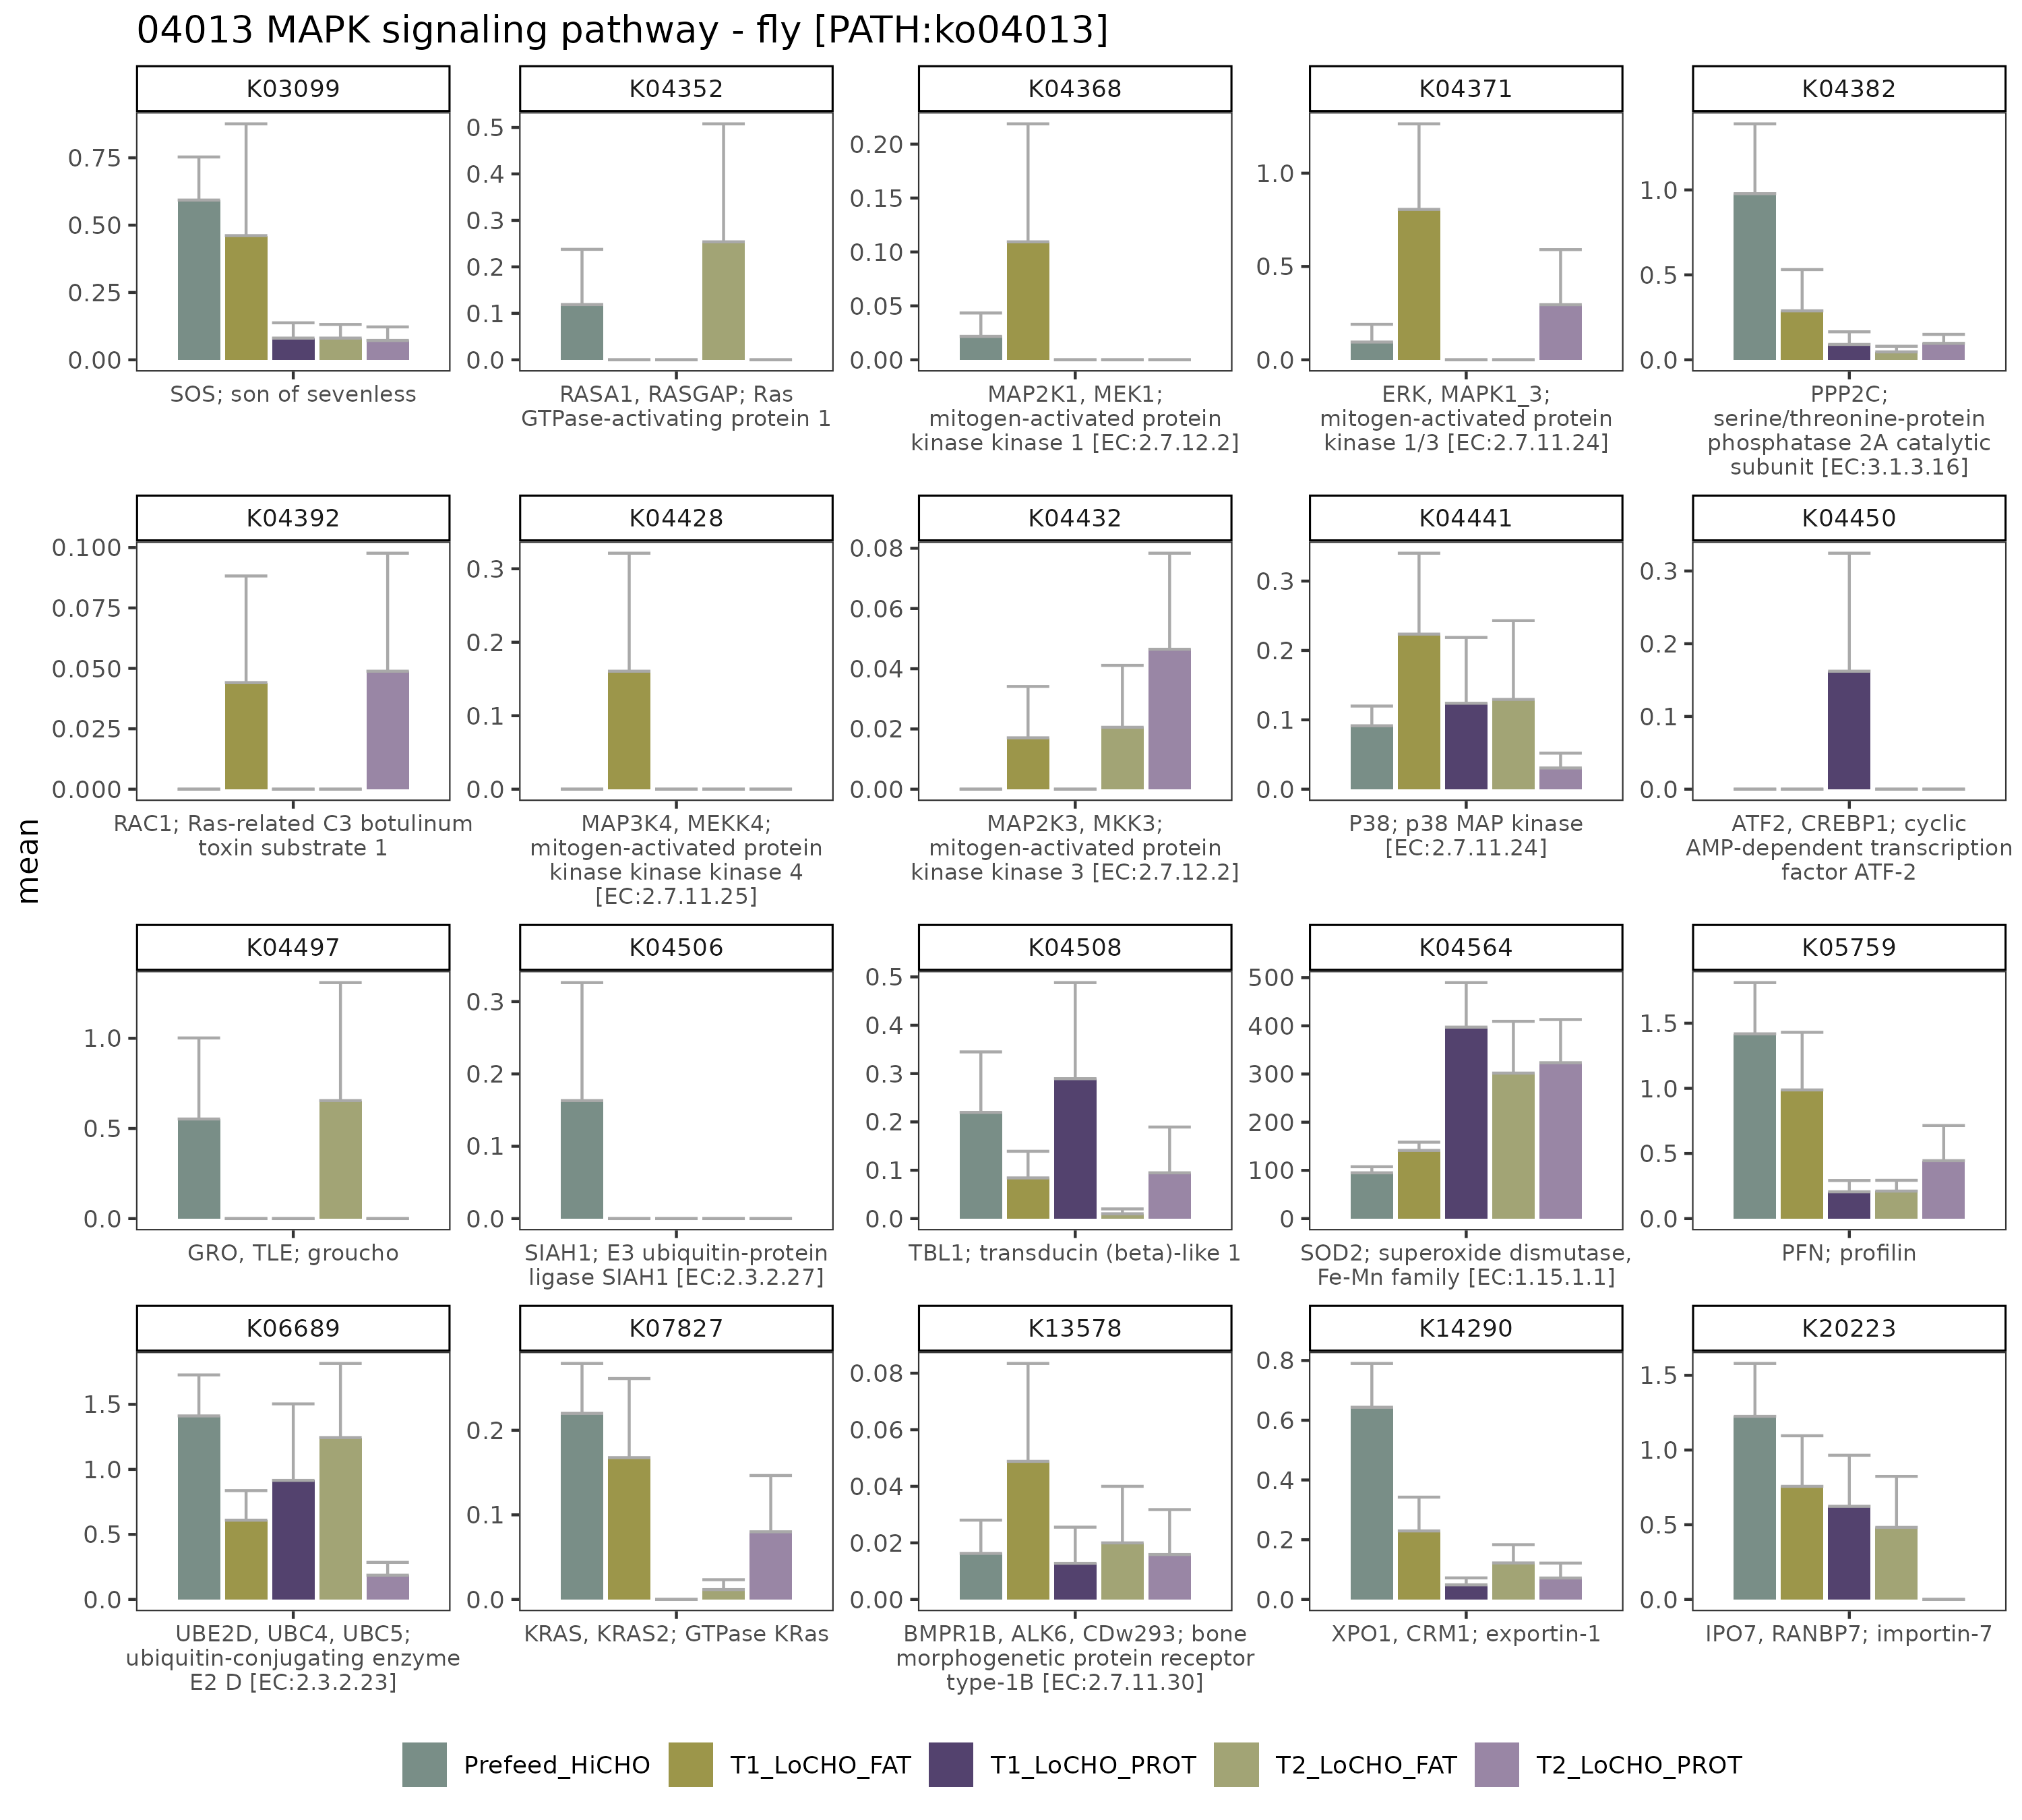 04013 MAPK signaling pathway - fly [PATH:ko04013]
K03099 K04352 K04368 K04371 K04382
0.75 0.50 0.25 0.00
0.5 0.4 0.3 0.2 0.1 0.0
0.20 0.15 0.10 0.05 0.00
1.0 0.5 0.0
1.0 0.5 0.0
SOS; son of sevenless
RASA1, RASGAP; Ras
GTPase-activating protein 1
MAP2K1, MEK1;
mitogen-activated protein
kinase kinase 1 [EC:2.7.12.2]
ERK, MAPK1_3;
mitogen-activated protein
kinase 1/3 [EC:2.7.11.24]
PPP2C;
serine/threonine-protein
phosphatase 2A catalytic
subunit [EC:3.1.3.16]
K04392 K04428 K04432 K04441 K04450
0.100 0.075 0.050 0.025 0.000
0.3 0.2 0.1 0.0
0.08 0.06 0.04 0.02 0.00
0.3 0.2 0.1 0.0
0.3 0.2 0.1 0.0
RAC1; Ras-related C3 botulinum
toxin substrate 1
MAP3K4, MEKK4;
mitogen-activated protein
kinase kinase kinase 4
[EC:2.7.11.25]
MAP2K3, MKK3;
mitogen-activated protein
kinase kinase 3 [EC:2.7.12.2]
P38; p38 MAP kinase
[EC:2.7.11.24]
ATF2, CREBP1; cyclic
AMP-dependent transcription
factor ATF-2
mean
K04497 K04506 K04508 K04564 K05759
1.0 0.5 0.0
0.3 0.2 0.1 0.0
0.5 0.4 0.3 0.2 0.1 0.0
500 400 300 200 100 0
1.5 1.0 0.5 0.0
GRO, TLE; groucho
SIAH1; E3 ubiquitin-protein
ligase SIAH1 [EC:2.3.2.27]
TBL1; transducin (beta)-like 1
SOD2; superoxide dismutase,
Fe-Mn family [EC:1.15.1.1]
PFN; profilin
K06689 K07827 K13578 K14290 K20223
1.5 1.0 0.5 0.0
0.2 0.1 0.0
0.08 0.06 0.04 0.02 0.00
0.8 0.6 0.4 0.2 0.0
1.5 1.0 0.5 0.0
UBE2D, UBC4, UBC5;
ubiquitin-conjugating enzyme
E2 D [EC:2.3.2.23]
KRAS, KRAS2; GTPase KRas
BMPR1B, ALK6, CDw293; bone
morphogenetic protein receptor
type-1B [EC:2.7.11.30]
XPO1, CRM1; exportin-1
IPO7, RANBP7; importin-7
Prefeed_HiCHO T1_LoCHO_FAT T1_LoCHO_PROT T2_LoCHO_FAT T2_LoCHO_PROT